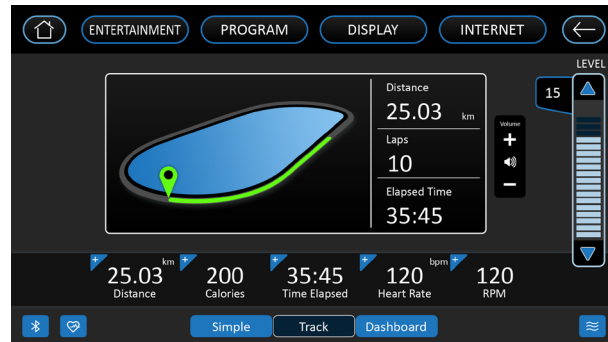 ENTERTAINMENT
PROGRAM
DISPLAY
INTERNET
LEVEL
15
Distance
25.03 km
Laps
10
Elapsed Time
35:45
Volume
+
−
+ km + + + bpm +
25.03 200 35:45 120 120
Distance Calories Time Elapsed Heart Rate RPM
Simple Track Dashboard